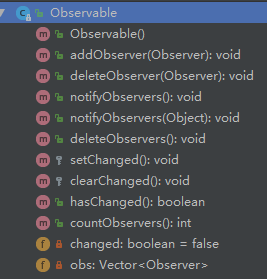 Observable
Observable()
addObserver(Observer): void
deleteObserver(Observer): void
notifyObservers(): void
notifyObservers(Object): void
deleteObservers(): void
setChanged(): void
clearChanged(): void
hasChanged(): boolean
countObservers(): int
changed: boolean = false
obs: Vector<Observer>